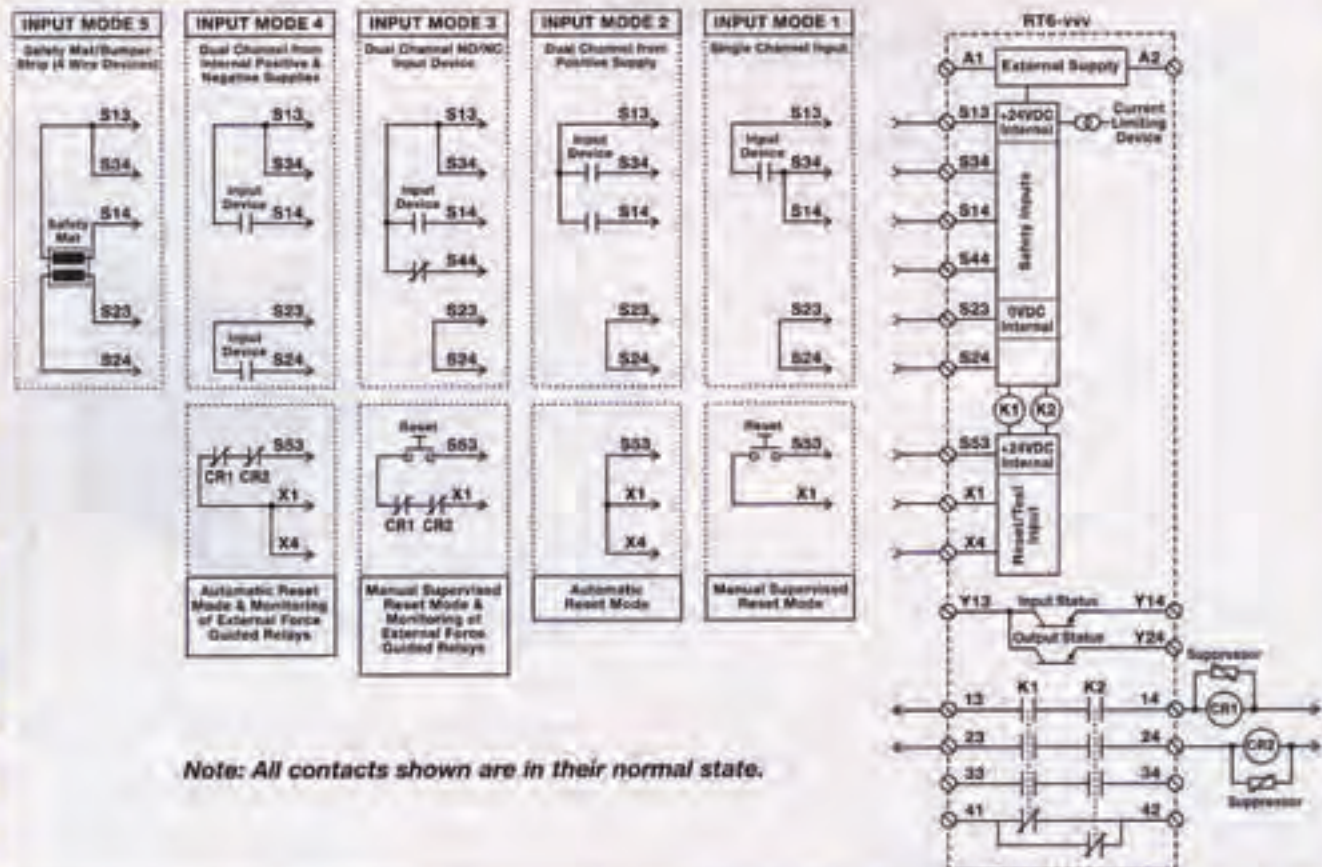 INPUT MODE 5
Safety Mat/Bumper
Strip (4 Wire Devices)
S13
S34
S14
Safety
Mat
S23
S24
INPUT MODE 4
Dual Channel from
Internal Positive &
Negative Supplies
S13
S34
Input
Device
S14
S23
Input
Device
S24
S53
CR1 CR2
X1
X4
Automatic Reset
Mode & Monitoring
of External Force
Guided Relays
INPUT MODE 3
Dual Channel NO/NC
Input Device
S13
S34
Input
Device
S14
S44
S23
S24
Reset
S53
X1
CR1 CR2
Manual Supervised
Reset Mode &
Monitoring of
External Force
Guided Relays
INPUT MODE 2
Dual Channel from
Positive Supply
S13
Input
Device
S34
S14
S23
S24
S53
X1
X4
Automatic
Reset Mode
INPUT MODE 1
Single Channel Input
S13
Input
Device
S34
S14
S23
S24
Reset
S53
X1
Manual Supervised
Reset Mode
RT6-vvv
A1 External Supply A2
S13 +24VDC
Internal
Current
Limiting
Device
S34
S14
S44
Safety Inputs
S23 0VDC
Internal
S24
K1 K2
S53 +24VDC
Internal
X1
X4
Reset/Test
Input
Y13 Input Status Y14
Output Status Y24
Suppressor
13 K1 K2 14 CR1
23 24 CR2
33 34
Suppressor
41 42
Note: All contacts shown are in their normal state.